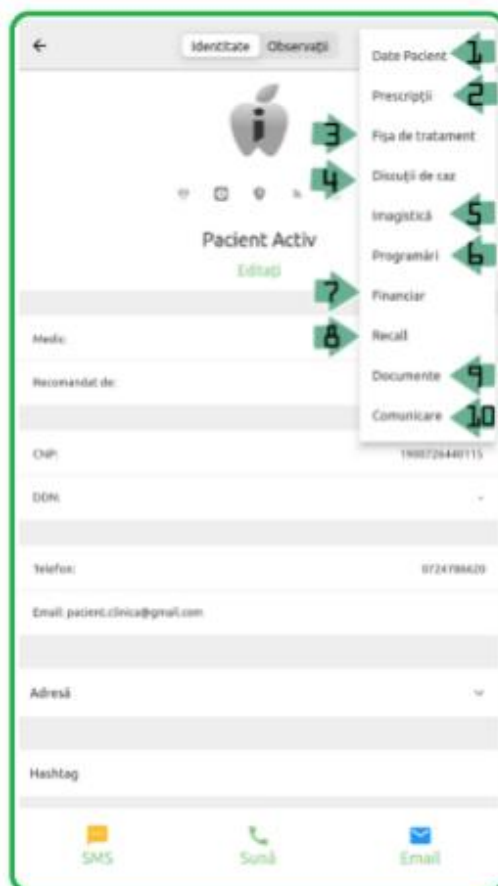 Identitate Observații
Date Pacient 1
Prescripții 2
3 Fișa de tratament
4 Discuții de caz
Imagistică 5
Programări 6
7 Financiar
8 Recall
Documente 9
Comunicare 10
Pacient Activ
Editați
Medic:
Recomandat de:
CNP: 1980726440115
DDN: -
Telefon: 0724786620
Email: pacient.clinica@gmail.com
Adresă
Hashtag
SMS Sună Email